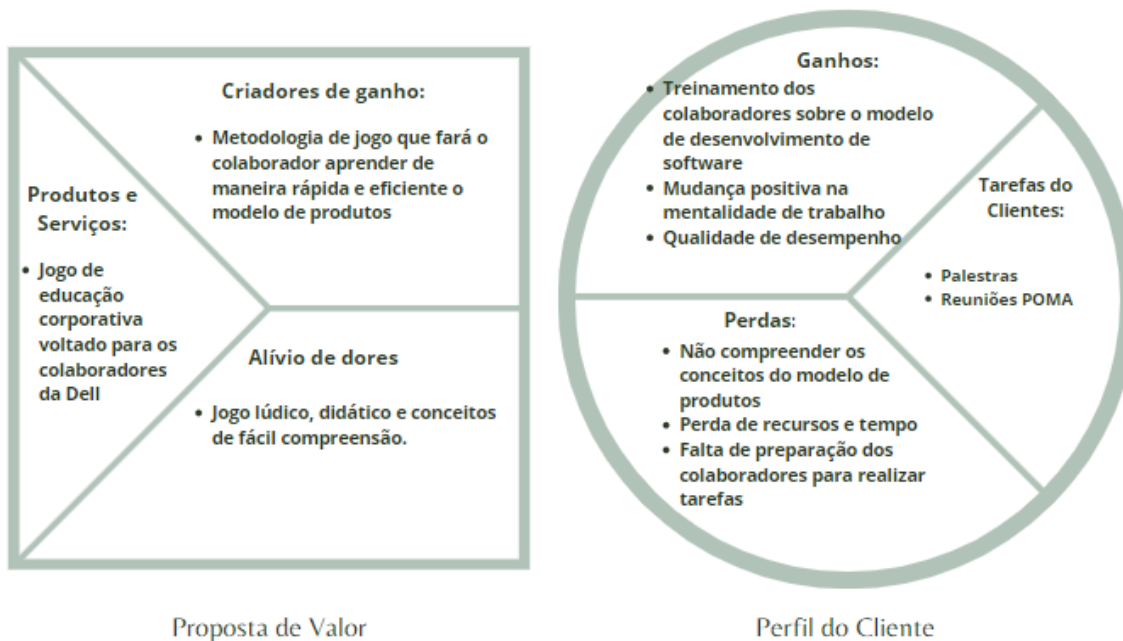 Criadores de ganho:
• Metodologia de jogo que fará o
colaborador aprender de
maneira rápida e eficiente o
modelo de produtos
Produtos e
Serviços:
• Jogo de
educação
corporativa
voltado para os
colaboradores
da Dell
Alívio de dores
• Jogo lúdico, didático e conceitos
de fácil compreensão.
Proposta de Valor
Ganhos:
• Treinamento dos
colaboradores sobre o modelo
de desenvolvimento de
software
• Mudança positiva na
mentalidade de trabalho
• Qualidade de desempenho
Tarefas do
Clientes:
• Palestras
• Reuniões POMA
Perdas:
• Não compreender os
conceitos do modelo de
produtos
• Perda de recursos e tempo
• Falta de preparação dos
colaboradores para realizar
tarefas
Perfil do Cliente